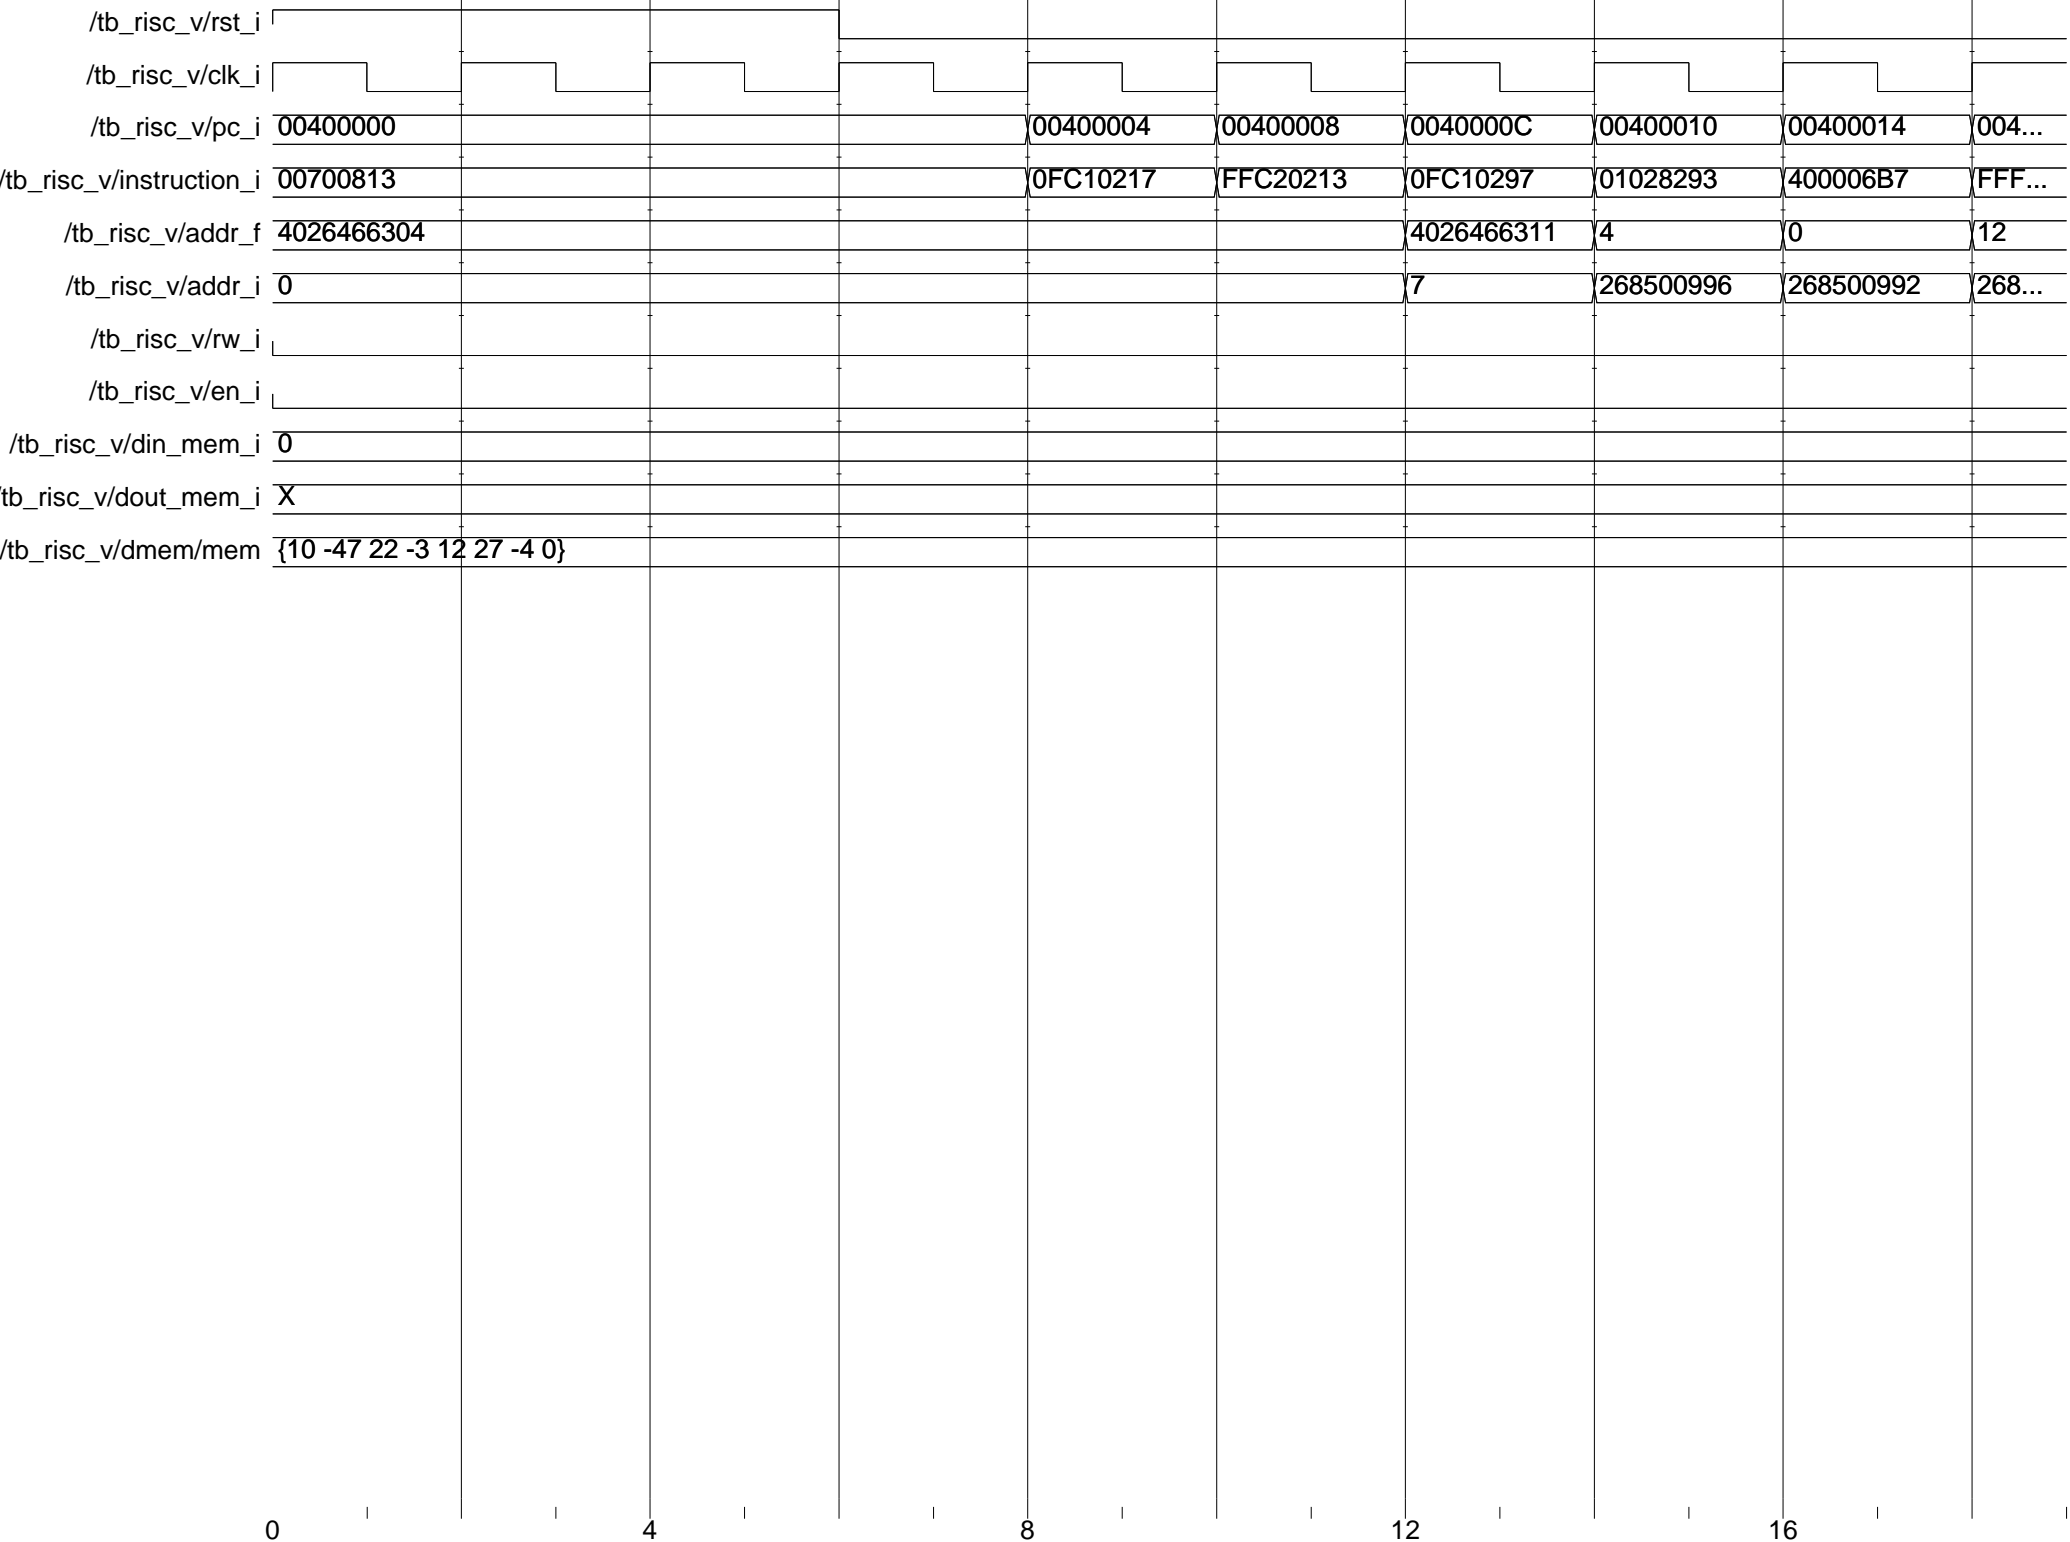 /tb_risc_v/rst_i
/tb_risc_v/clk_i
/tb_risc_v/pc_i 00400000 00400004 00400008 0040000C 00400010 00400014 004...
/tb_risc_v/instruction_i 00700813 0FC10217 FFC20213 0FC10297 01028293 400006B7 FFF...
/tb_risc_v/addr_f 4026466304 4026466311 4 0 12
/tb_risc_v/addr_i 0 7 268500996 268500992 268...
/tb_risc_v/rw_i
/tb_risc_v/en_i
/tb_risc_v/din_mem_i 0
/tb_risc_v/dout_mem_i X
/tb_risc_v/dmem/mem {10 -47 22 -3 12 27 -4 0}
0 4 8 12 16